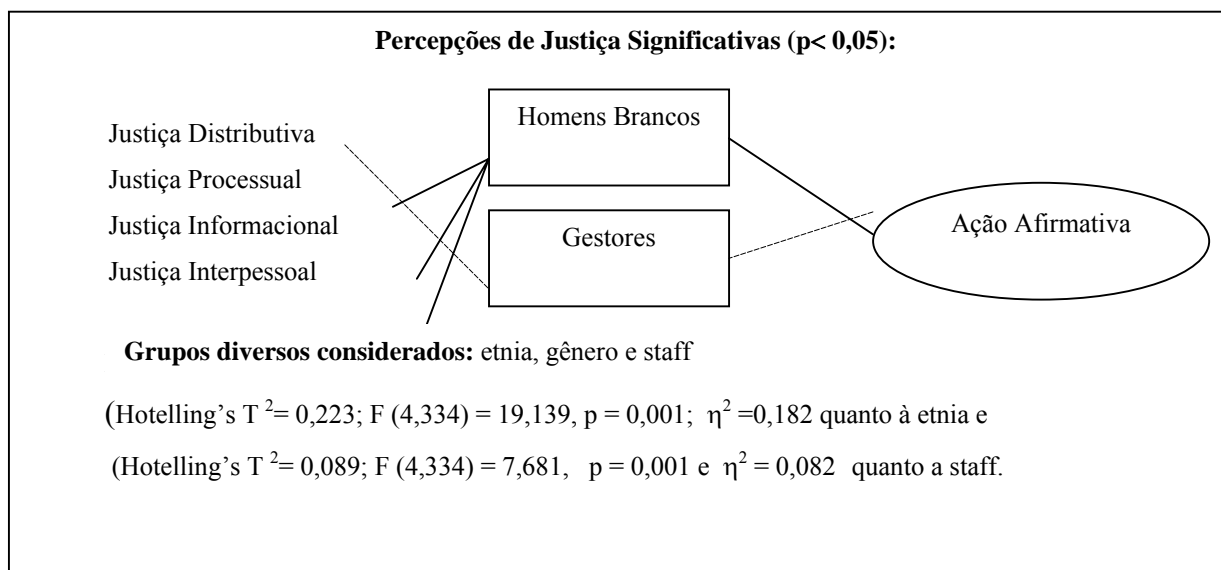 Percepções de Justiça Significativas (p< 0,05):
Justiça Distributiva
Justiça Processual
Justiça Informacional
Justiça Interpessoal
Homens Brancos
Gestores
Ação Afirmativa
Grupos diversos considerados: etnia, gênero e staff
(Hotelling’s T ²= 0,223; F (4,334) = 19,139, p = 0,001; η² =0,182 quanto à etnia e
(Hotelling’s T ²= 0,089; F (4,334) = 7,681, p = 0,001 e η² = 0,082 quanto a staff.